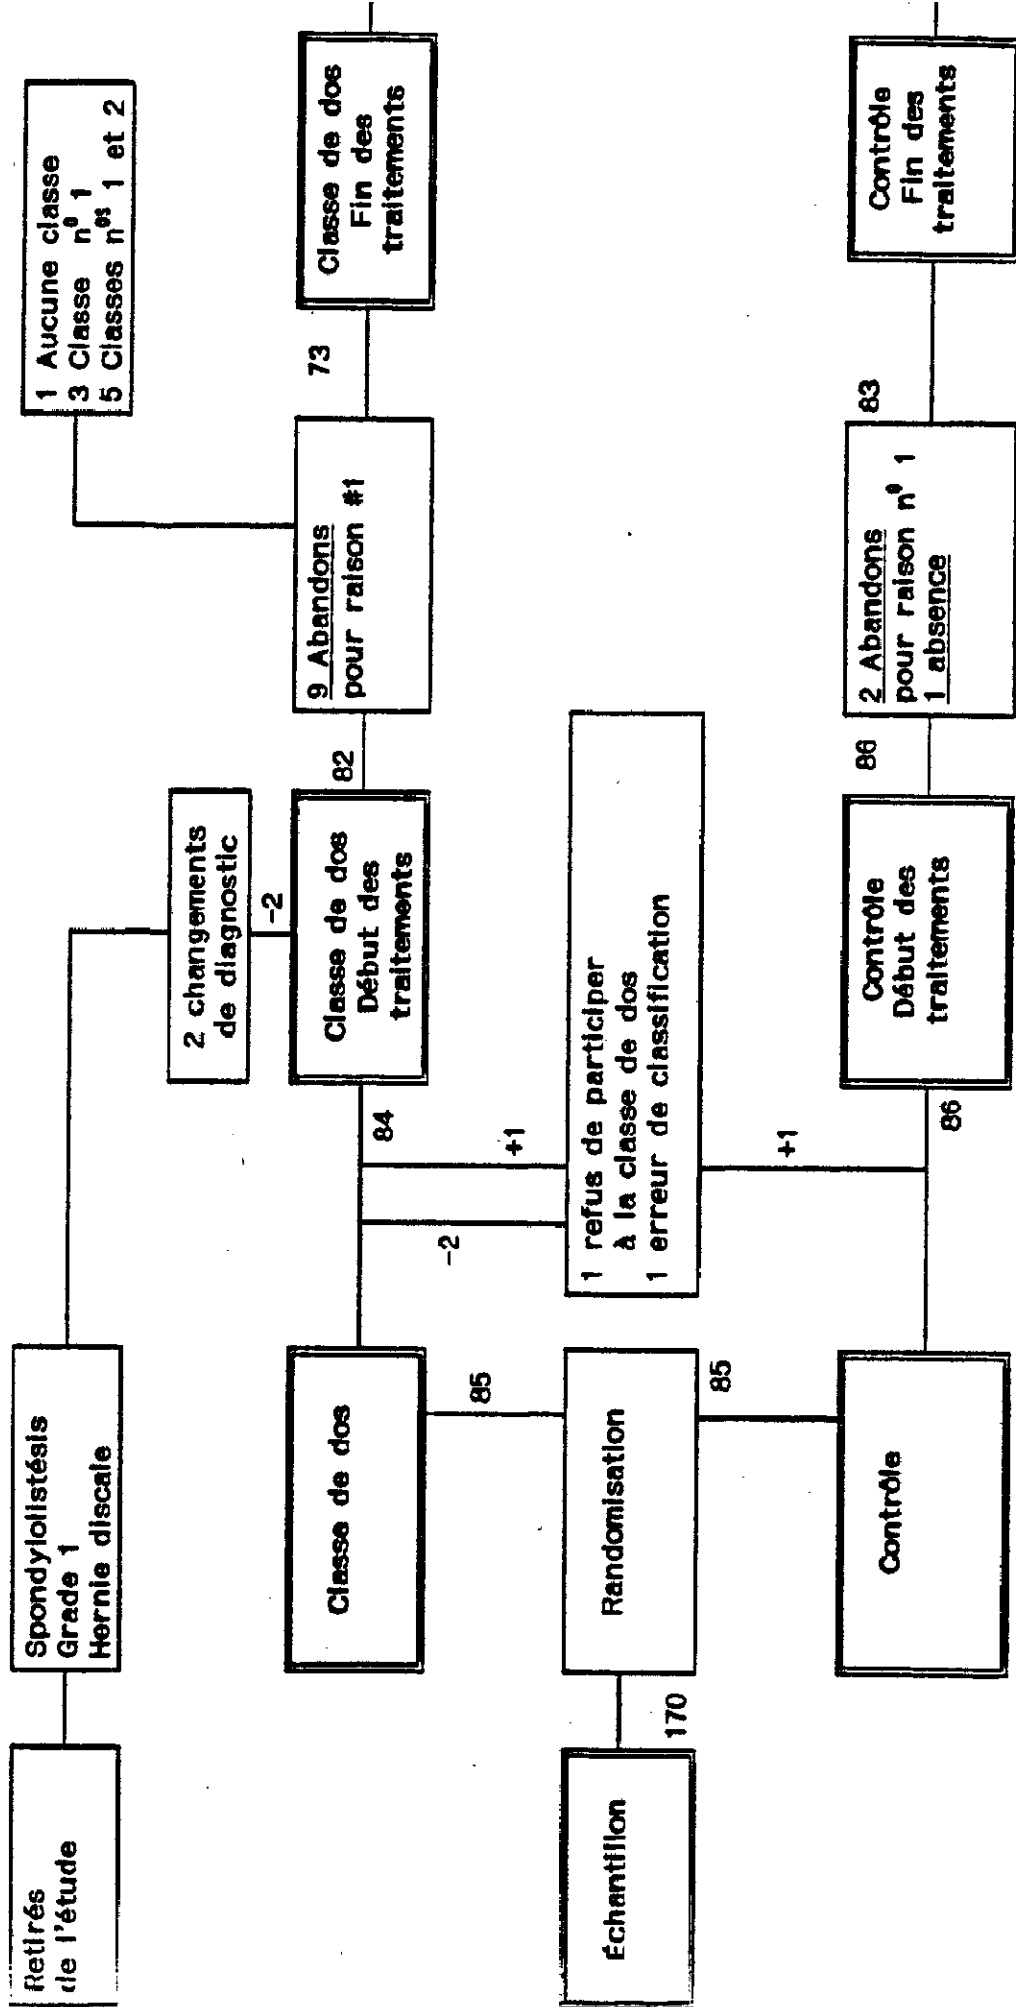 Retirés
de l'étude
Spondylolistésis
Grade 1
Hernie discale
2 changements
de diagnostic
-2
1 Aucune classe
3 Classe n° 1
5 Classes nos 1 et 2
Classe de dos
84
Classe de dos
Début des
traitements
82
9 Abandons
pour raison #1
73
Classe de dos
Fin des
traitements
85
-2
+1
Échantillon
170
Randomisation
1 refus de participer
à la classe de dos
1 erreur de classification
85
+1
Contrôle
86
Contrôle
Début des
traitements
86
2 Abandons
pour raison n° 1
1 absence
83
Contrôle
Fin des
traitements